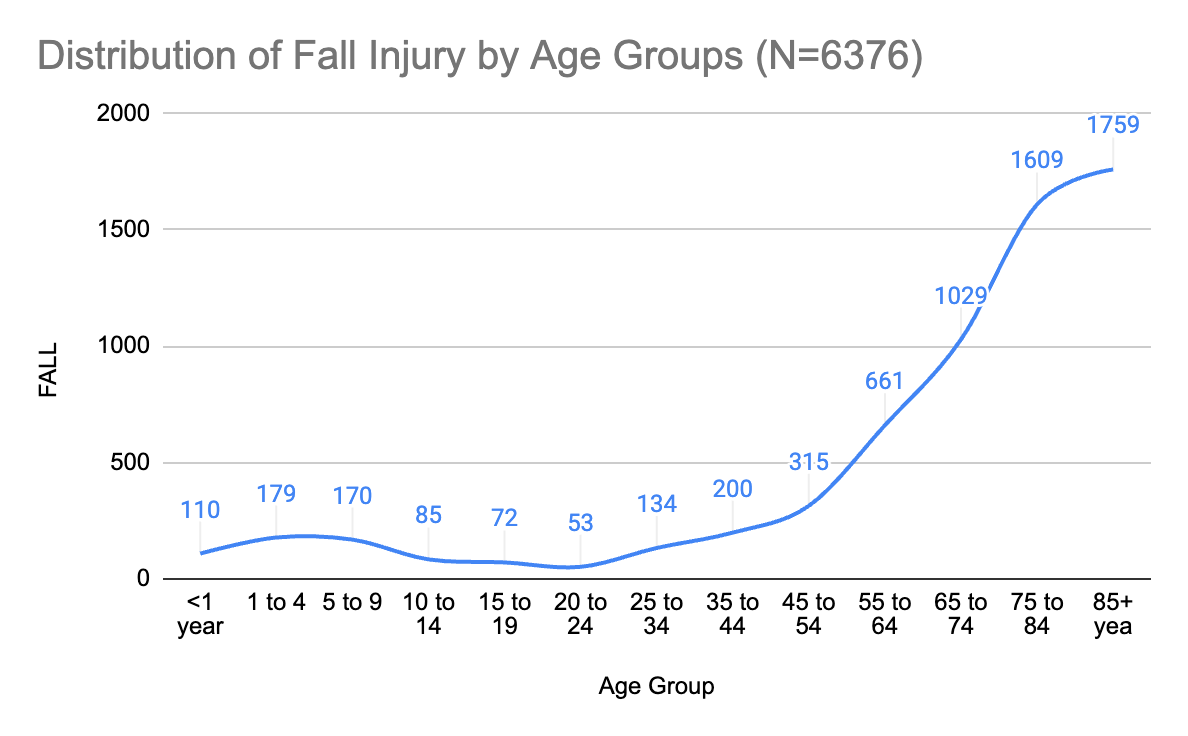 Distribution of Fall Injury by Age Groups (N=6376)
2000
1500
1000
500
0
FALL
110
179
170
85
72
53
134
200
315
661
1029
1609
1759
<1 year
1 to 4
5 to 9
10 to 14
15 to 19
20 to 24
25 to 34
35 to 44
45 to 54
55 to 64
65 to 74
75 to 84
85+ yea
Age Group